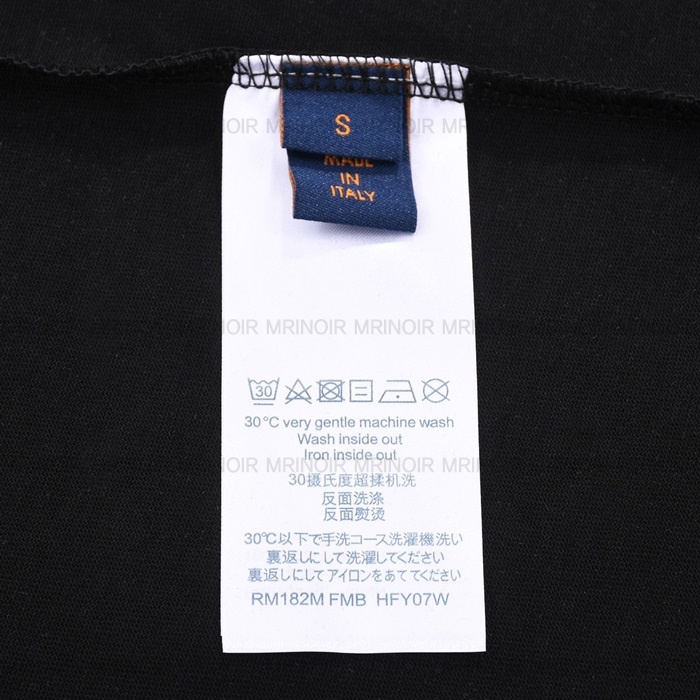 S
MADE
IN
ITALY
MRINOIR MRINOIR MRINOIR
MRINOIR MRINOIR MRINOIR
MRINOIR MRINOIR MRINOIR
30
30°C very gentle machine wash
Wash inside out
Iron inside out
30摄氏度超揉机洗
反面洗涤
反面熨烫
30℃以下で手洗コース洗濯機洗い
裏返しにして洗濯してください
裏返しにしてアイロンをあててください
RM182M FMB HFY07W